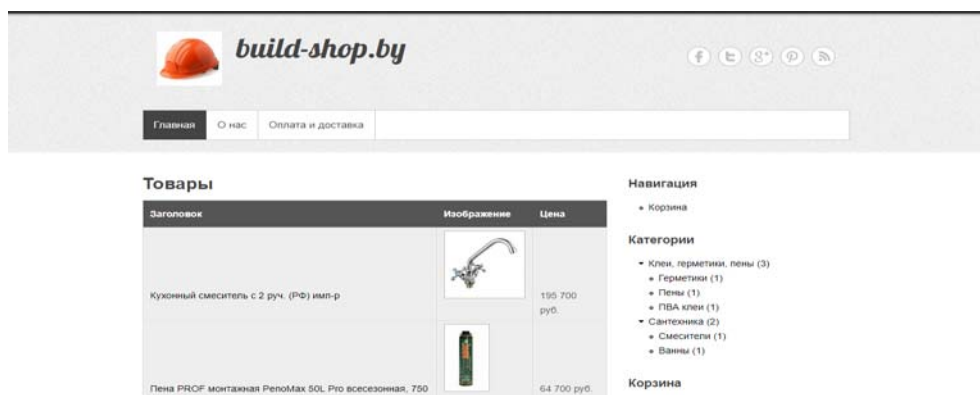 build-shop.by
Главная О нас Оплата и доставка
Товары
Заголовок Изображение Цена
Кухонный смеситель с 2 руч. (РФ) имп-р 195 700
руб.
Пена PROF монтажная PenoMax 50L Pro всесезонная, 750 64 700 руб.
Навигация
Корзина
Категории
Клеи, герметики, пены (3)
Герметики (1)
Пены (1)
ПВА клеи (1)
Сантехника (2)
Смесители (1)
Ванны (1)
Корзина